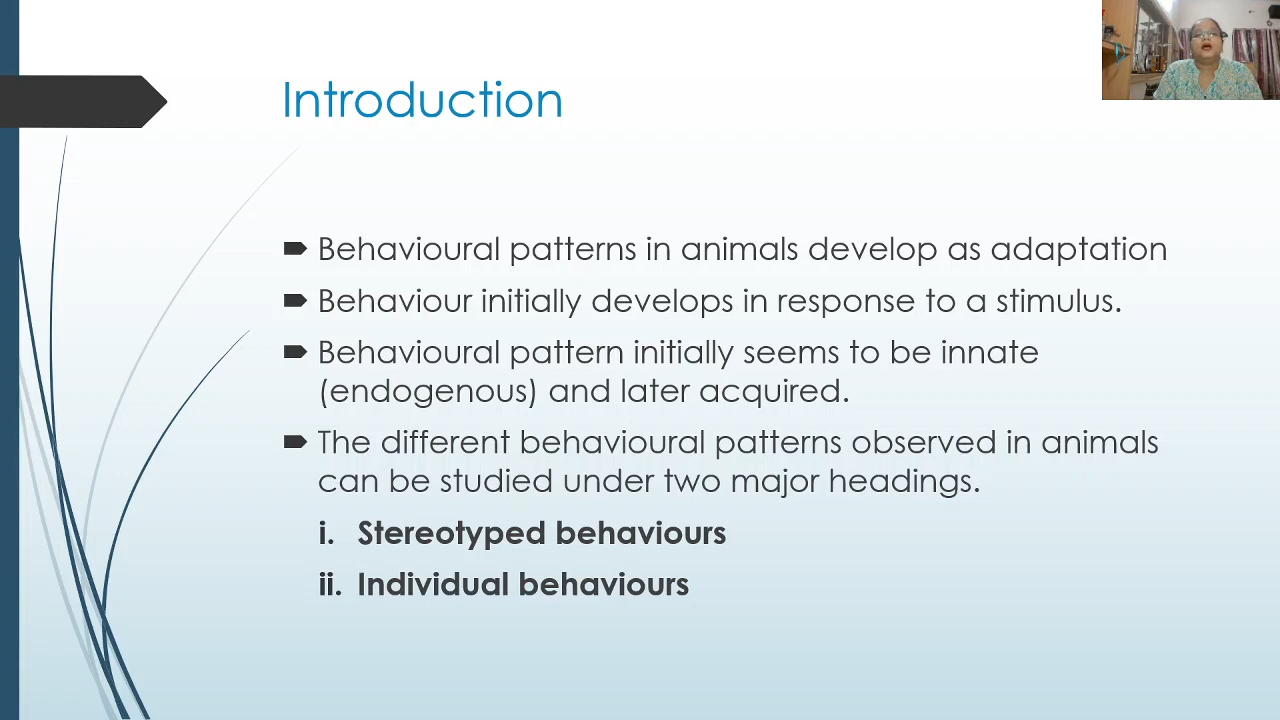 Introduction
Behavioural patterns in animals develop as adaptation
Behaviour initially develops in response to a stimulus.
Behavioural pattern initially seems to be innate
(endogenous) and later acquired.
The different behavioural patterns observed in animals
can be studied under two major headings.
i. Stereotyped behaviours
ii. Individual behaviours